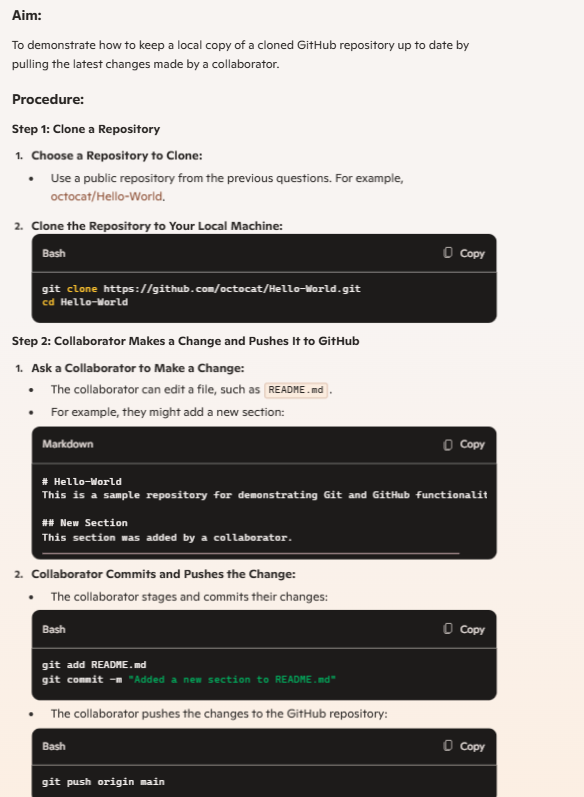 Aim:
To demonstrate how to keep a local copy of a cloned GitHub repository up to date by
pulling the latest changes made by a collaborator.
Procedure:
Step 1: Clone a Repository
1. Choose a Repository to Clone:
• Use a public repository from the previous questions. For example,
octocat/Hello-World.
2. Clone the Repository to Your Local Machine:
Bash Copy
git clone https://github.com/octocat/Hello-World.git
cd Hello-World
Step 2: Collaborator Makes a Change and Pushes It to GitHub
1. Ask a Collaborator to Make a Change:
• The collaborator can edit a file, such as README.md.
• For example, they might add a new section:
Markdown Copy
# Hello-World
This is a sample repository for demonstrating Git and GitHub functionalit
## New Section
This section was added by a collaborator.
2. Collaborator Commits and Pushes the Change:
• The collaborator stages and commits their changes:
Bash Copy
git add README.md
git commit -m "Added a new section to README.md"
• The collaborator pushes the changes to the GitHub repository:
Bash Copy
git push origin main